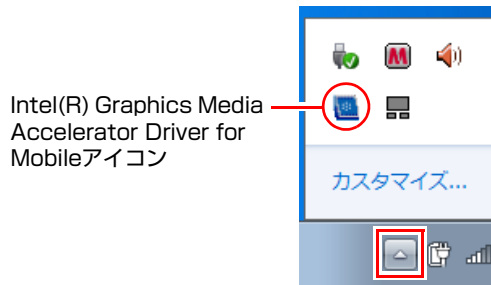 Intel(R) Graphics Media
Accelerator Driver for
Mobileアイコン
M
カスタマイズ...